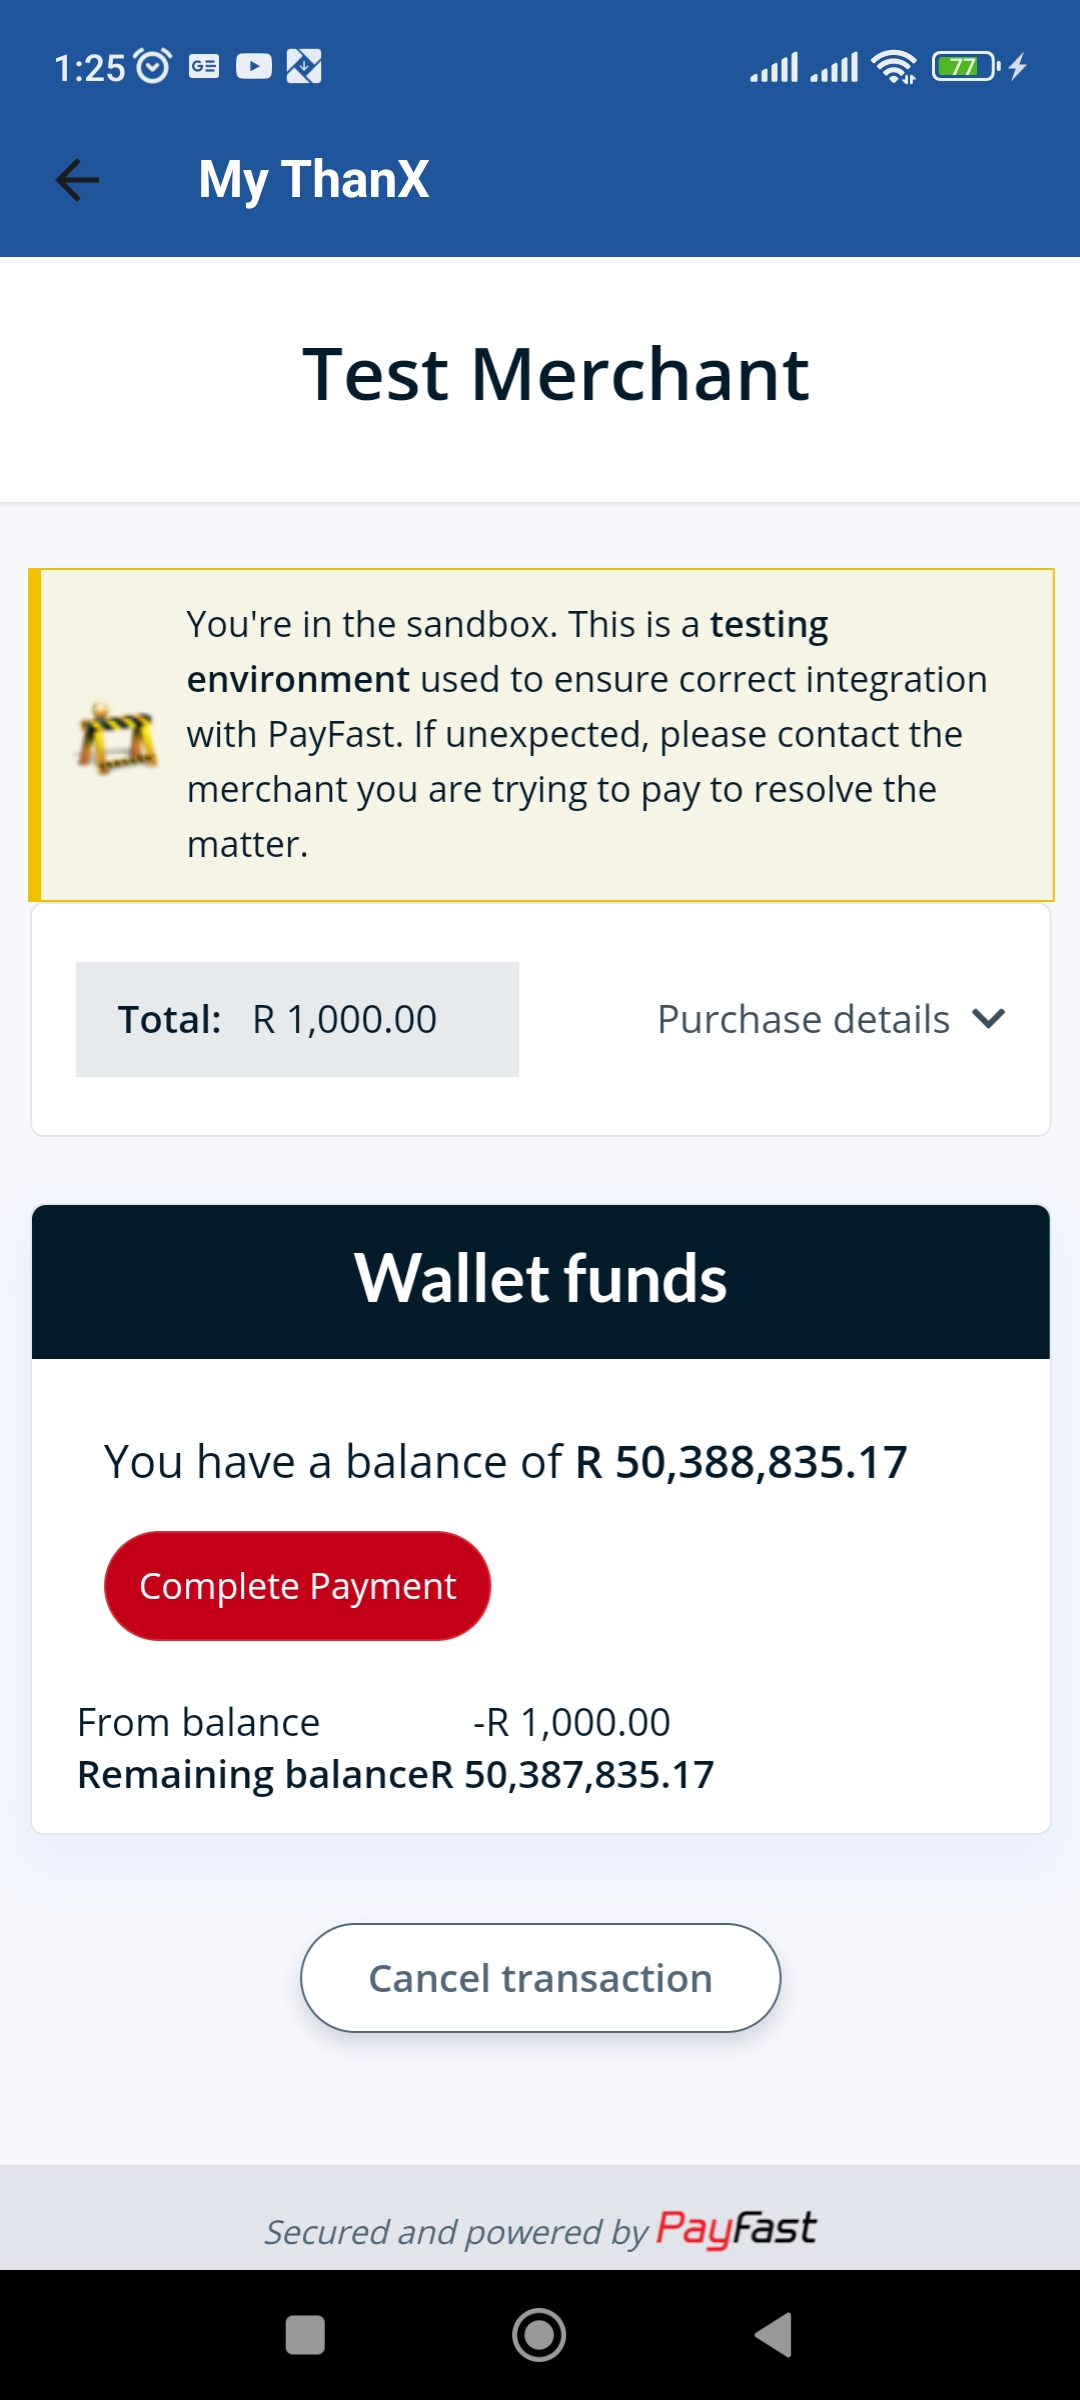 1:25
GE
77
My ThanX
Test Merchant
You're in the sandbox. This is a testing
environment used to ensure correct integration
with PayFast. If unexpected, please contact the
merchant you are trying to pay to resolve the
matter.
Total: R 1,000.00
Purchase details
Wallet funds
You have a balance of R 50,388,835.17
Complete Payment
From balance -R 1,000.00
Remaining balanceR 50,387,835.17
Cancel transaction
Secured and powered by PayFast